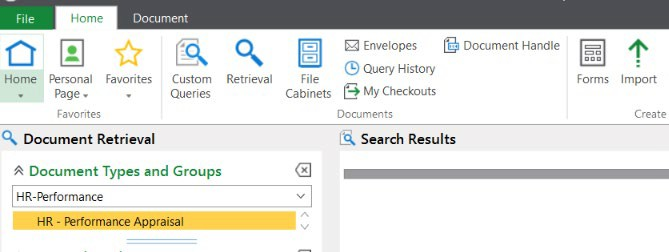 File Home Document
Home Personal Page Favorites
Favorites
Custom Queries Retrieval File Cabinets
Envelopes Document Handle
Query History
My Checkouts
Documents
Forms Import
Create
Document Retrieval
Search Results
Document Types and Groups
HR-Performance
HR - Performance Appraisal